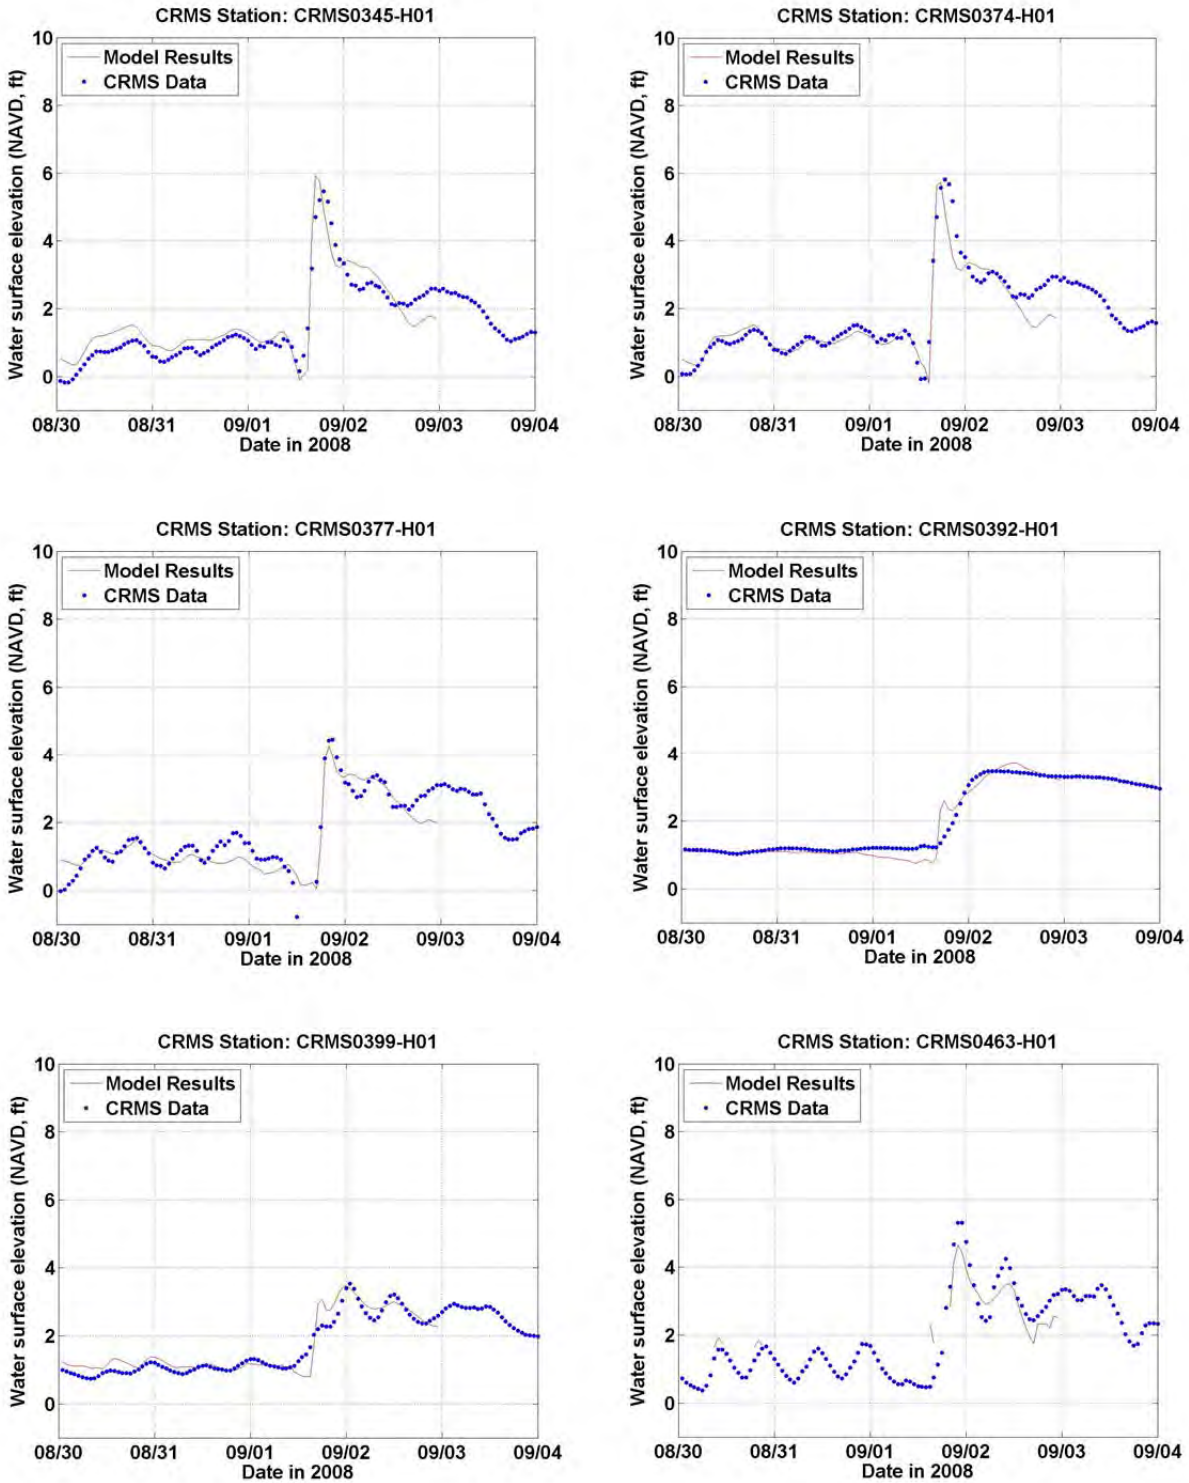 CRMS Station: CRMS0345-H01
Water surface elevation (NAVD, ft)
10
8
6
4
2
0
Model Results
CRMS Data
08/30 08/31 09/01 09/02 09/03 09/04
Date in 2008
CRMS Station: CRMS0374-H01
Water surface elevation (NAVD, ft)
10
8
6
4
2
0
Model Results
CRMS Data
08/30 08/31 09/01 09/02 09/03 09/04
Date in 2008
CRMS Station: CRMS0377-H01
Water surface elevation (NAVD, ft)
10
8
6
4
2
0
Model Results
CRMS Data
08/30 08/31 09/01 09/02 09/03 09/04
Date in 2008
CRMS Station: CRMS0392-H01
Water surface elevation (NAVD, ft)
10
8
6
4
2
0
Model Results
CRMS Data
08/30 08/31 09/01 09/02 09/03 09/04
Date in 2008
CRMS Station: CRMS0399-H01
Water surface elevation (NAVD, ft)
10
8
6
4
2
0
Model Results
CRMS Data
08/30 08/31 09/01 09/02 09/03 09/04
Date in 2008
CRMS Station: CRMS0463-H01
Water surface elevation (NAVD, ft)
10
8
6
4
2
0
Model Results
CRMS Data
08/30 08/31 09/01 09/02 09/03 09/04
Date in 2008